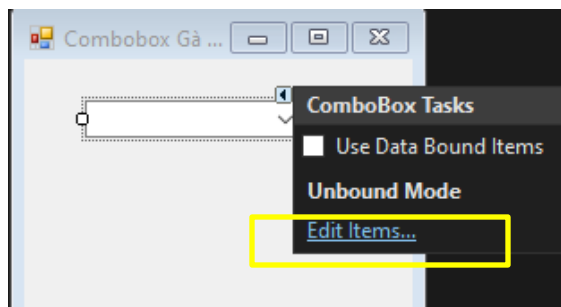 Combobox Gà ...
ComboBox Tasks
Use Data Bound Items
Unbound Mode
Edit Items...